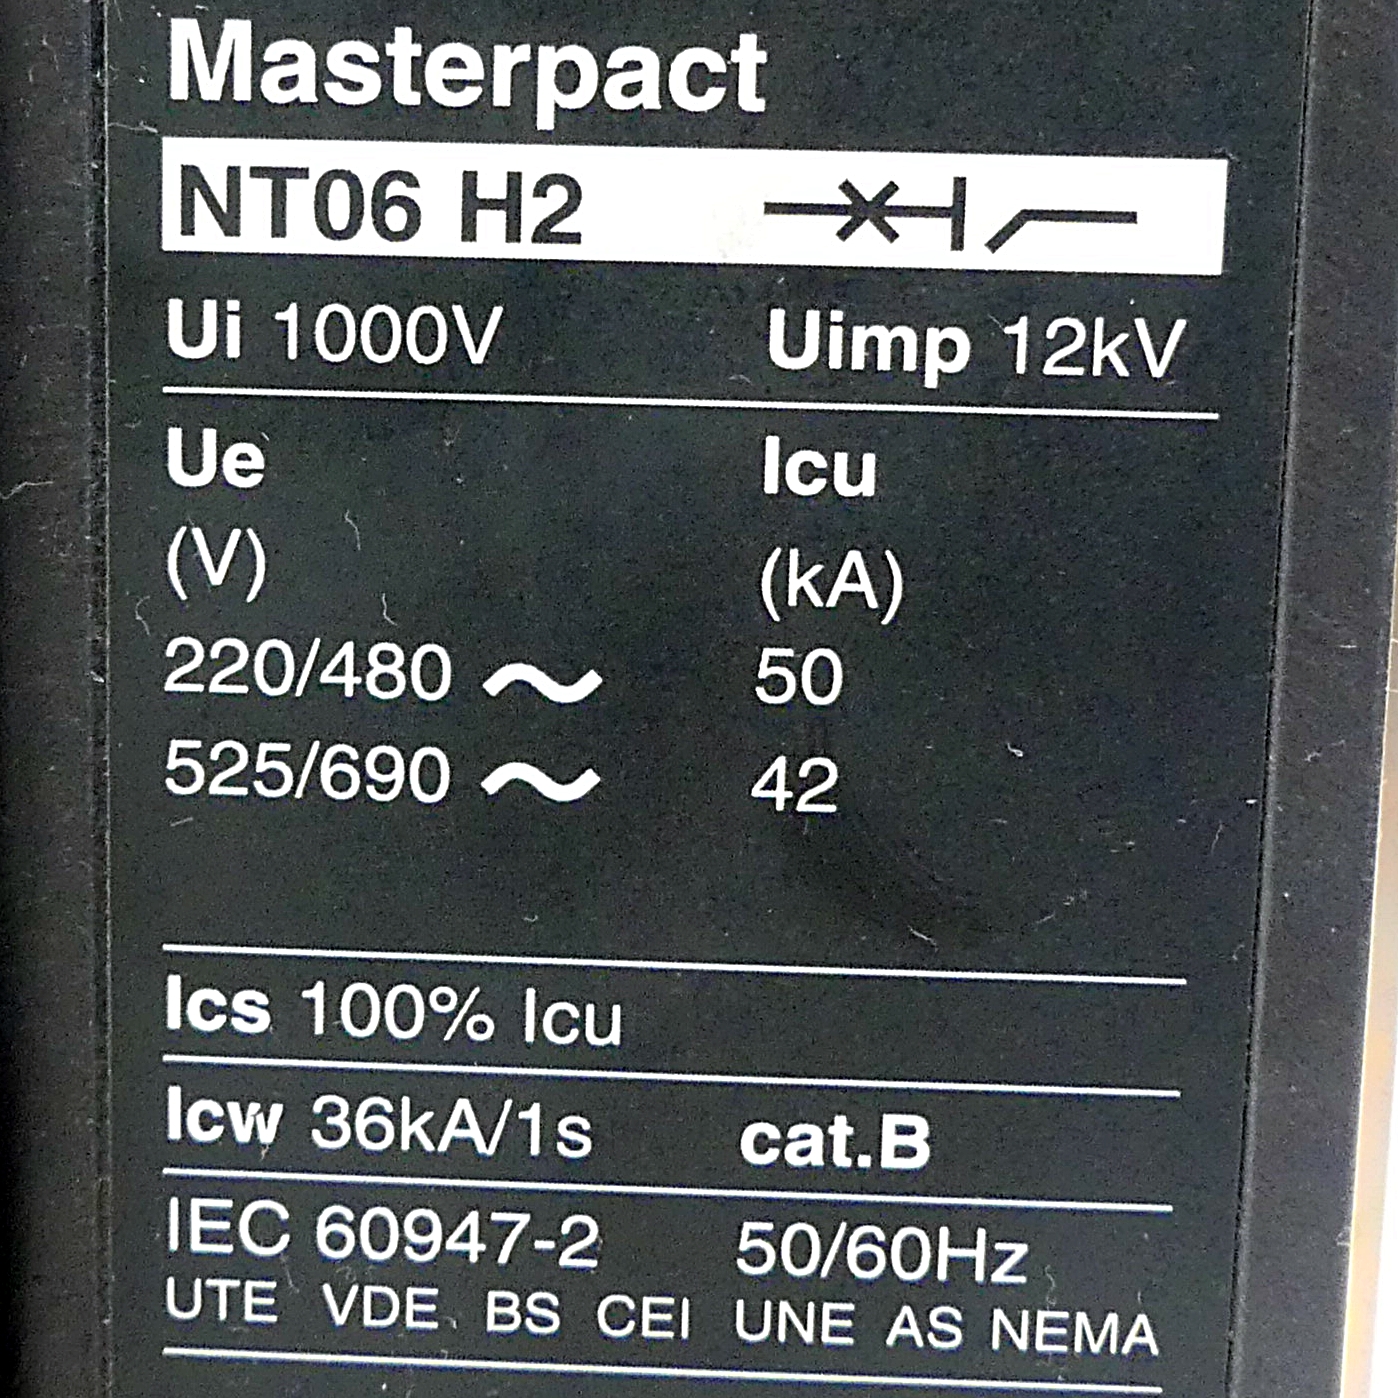 Masterpact
NT06 H2
Ui 1000V Uimp 12kV
Ue Icu
(V) (kA)
220/480 ~ 50
525/690 ~ 42
Ics 100% Icu
Icw 36kA/1s cat.B
IEC 60947-2 50/60Hz
UTE VDE BS CEI UNE AS NEMA